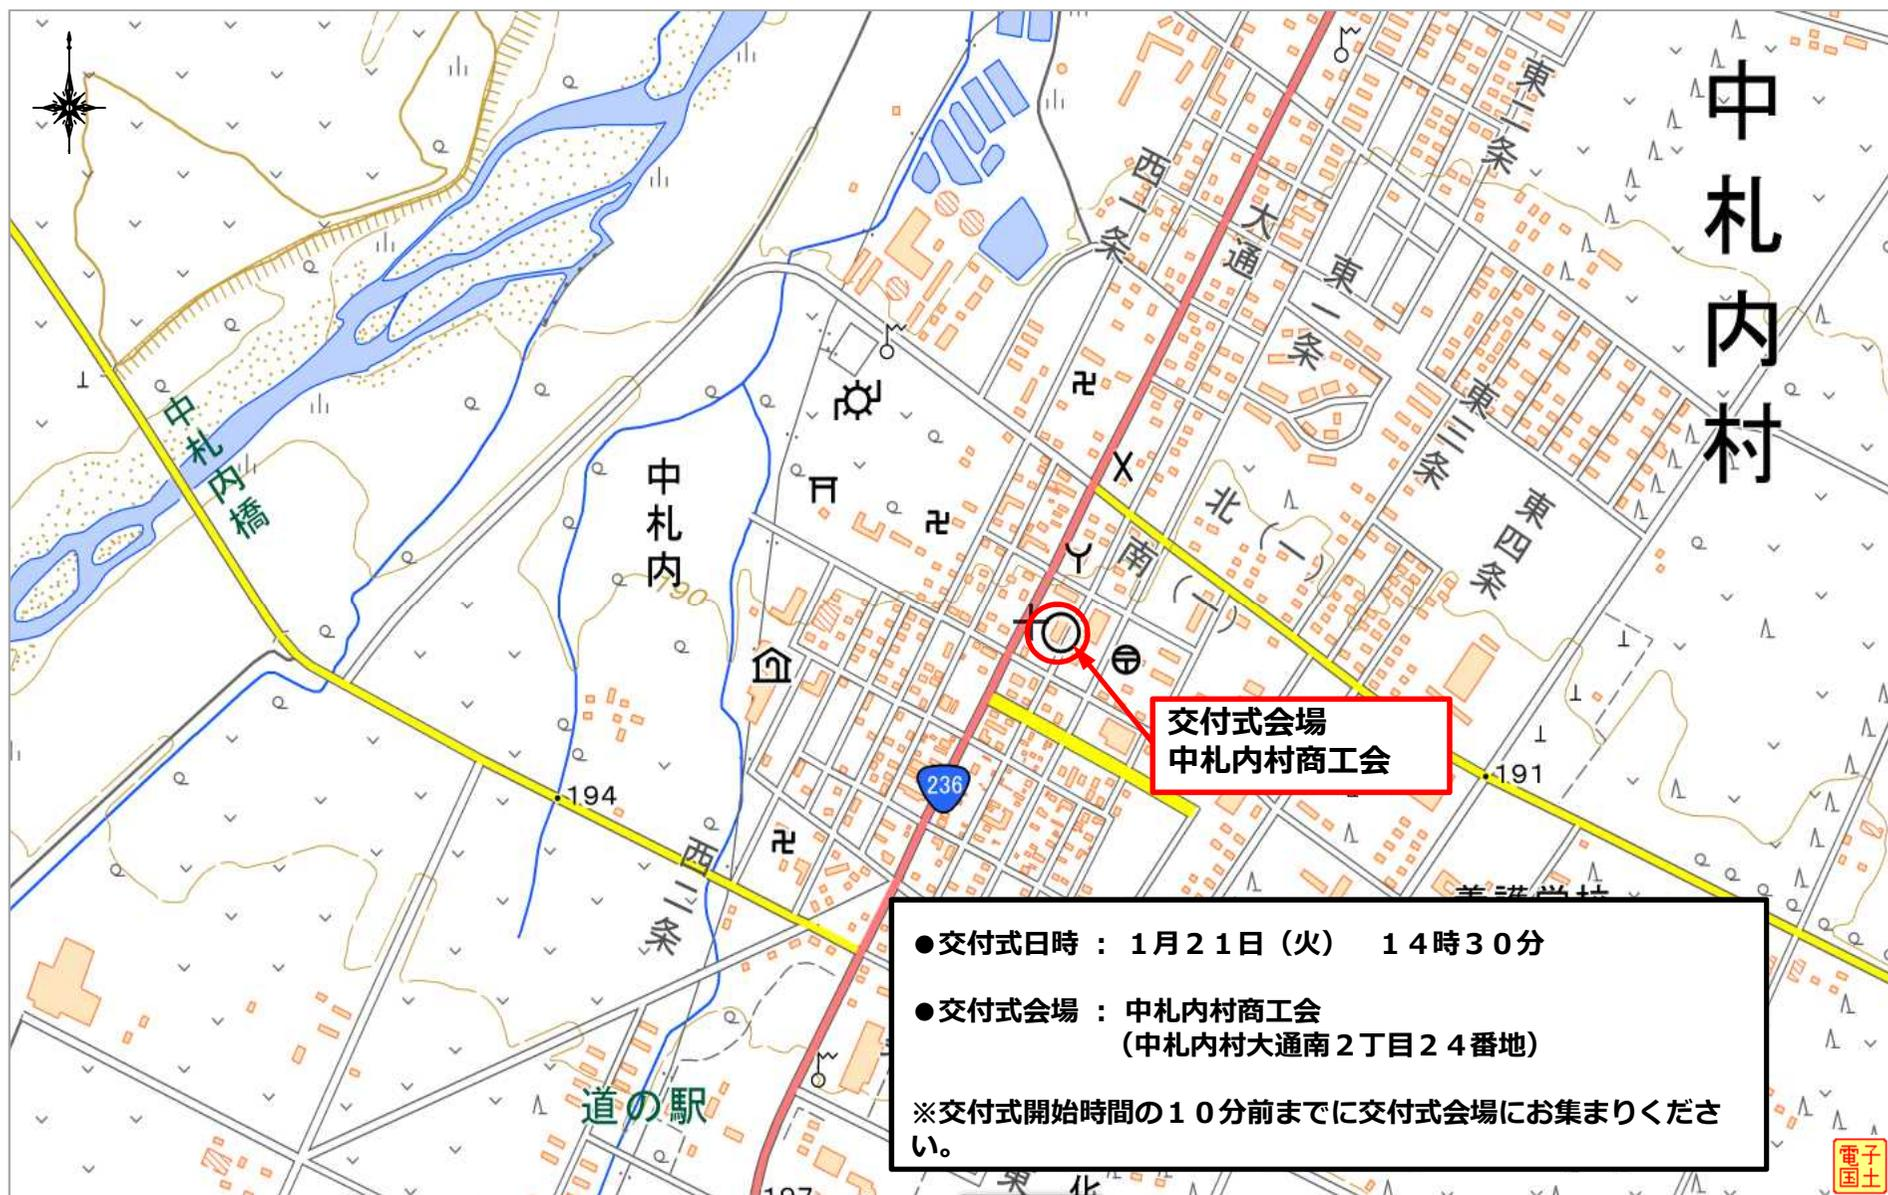 中札内村
東二条
西一条
大通
東一条
東三条
東四条
中札内橋
中札内
北(一)
南(一)
190
交付式会場
中札内村商工会
236
191
194
西二条
●交付式日時 : 1月21日(火) 14時30分
●交付式会場 : 中札内村商工会
(中札内村大通南2丁目24番地)
※交付式開始時間の10分前までに交付式会場にお集まりくださ
い。
道の駅
197
電子
国土